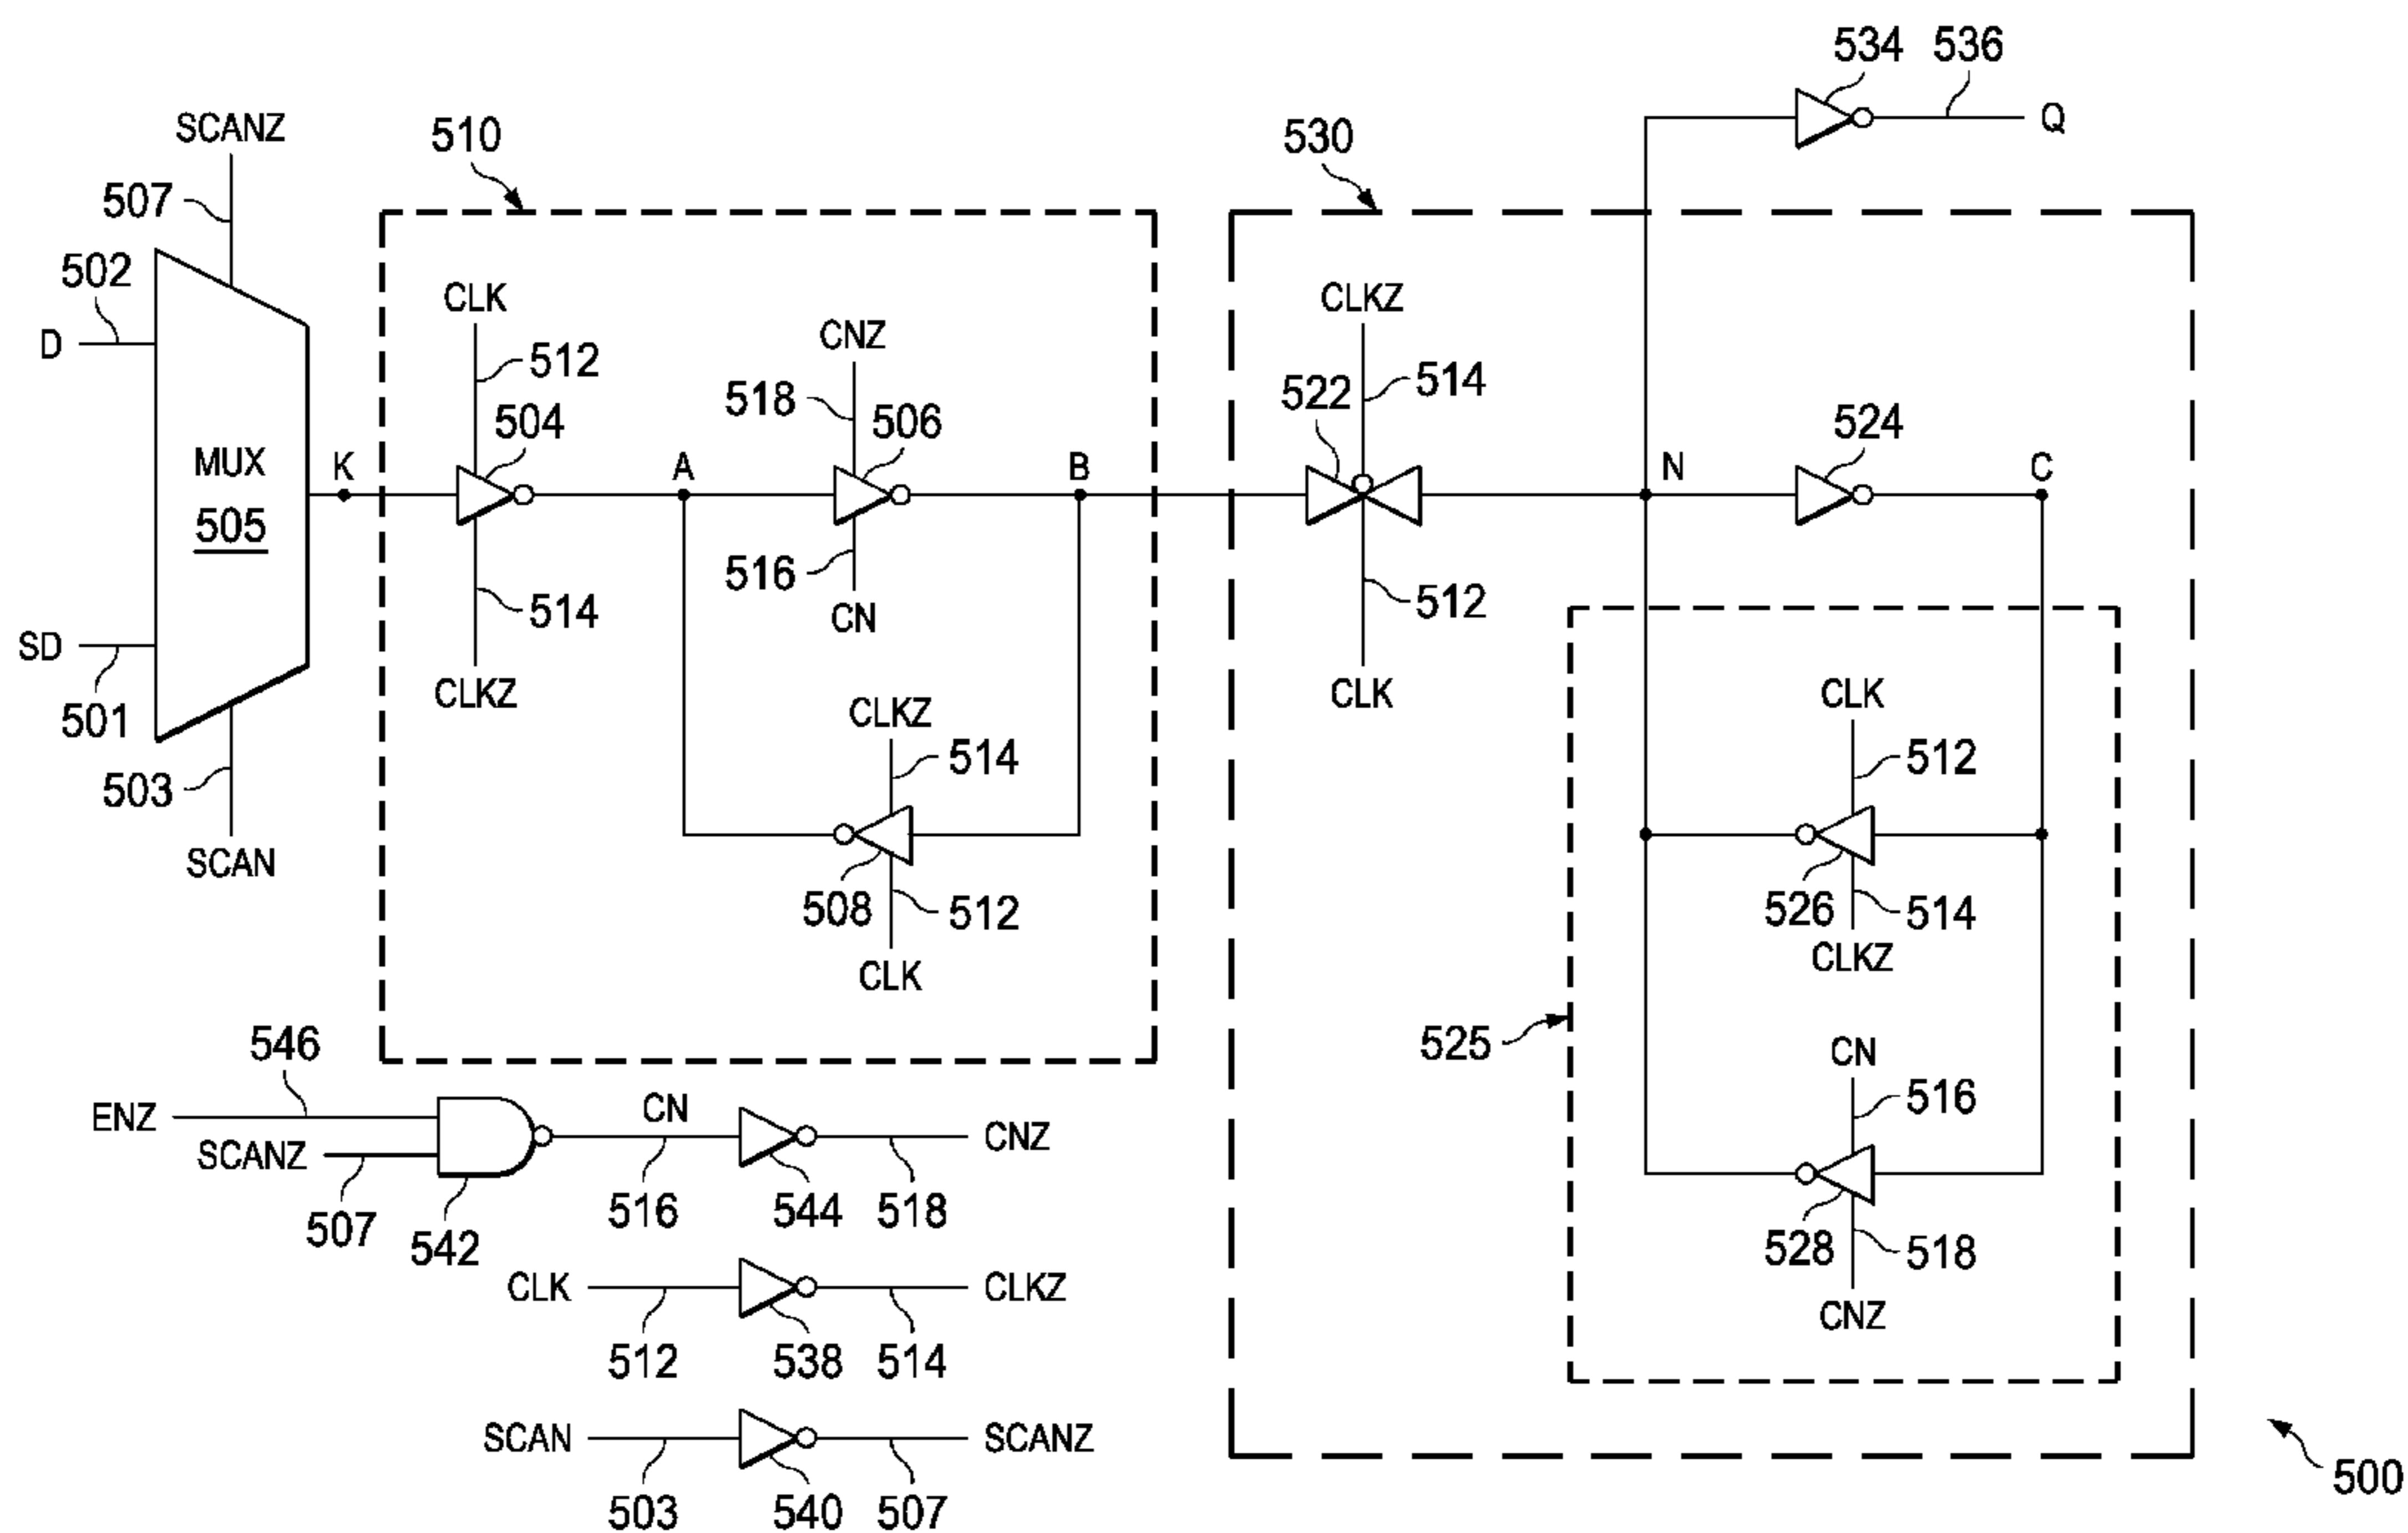 534
536
Q
SCANZ
507
510
530
502
D
MUX
505
K
SD
501
503
SCAN
CLK
512
504
514
CLKZ
A
CNZ
518
506
516
CN
B
CLKZ
514
508
512
CLK
CLKZ
514
522
512
CLK
N
524
C
CLK
512
526
514
CLKZ
525
CN
516
528
518
CNZ
546
ENZ
SCANZ
507
542
CN
516
544
518
CNZ
CLK
512
538
514
CLKZ
SCAN
503
540
507
SCANZ
500